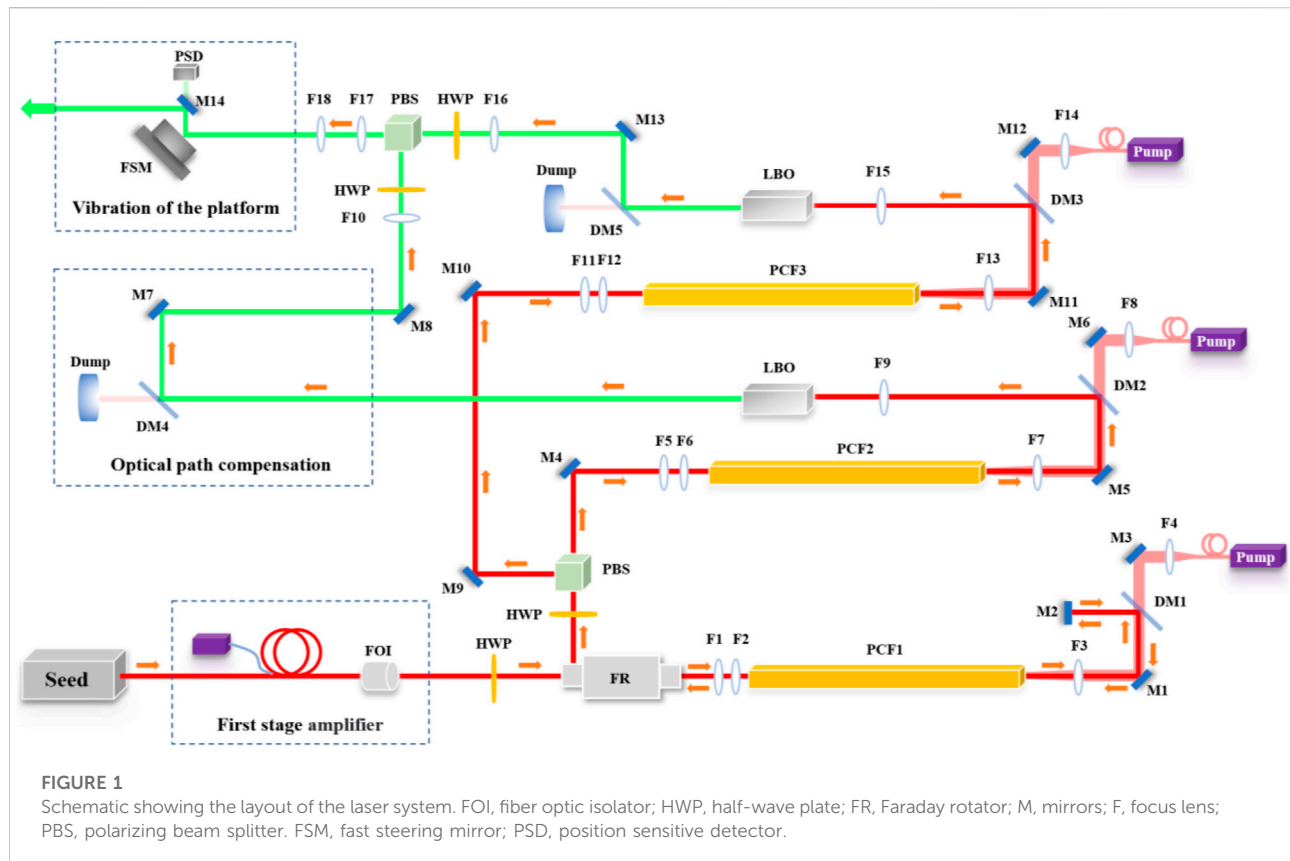 PSD
M14
FSM
Vibration of the platform
F18
F17
PBS
HWP
F16
M13
HWP
F10
Dump
DM5
LBO
F15
M12
F14
Pump
DM3
M10
F11
F12
PCF3
F13
M11
M7
M8
Dump
DM4
Optical path compensation
LBO
F9
M6
F8
Pump
DM2
M4
F5
F6
PCF2
F7
M5
M9
PBS
HWP
M3
F4
Pump
DM1
M2
Seed
FOI
First stage amplifier
HWP
FR
F1
F2
PCF1
F3
M1
FIGURE 1
Schematic showing the layout of the laser system. FOI, fiber optic isolator; HWP, half-wave plate; FR, Faraday rotator; M, mirrors; F, focus lens;
PBS, polarizing beam splitter. FSM, fast steering mirror; PSD, position sensitive detector.